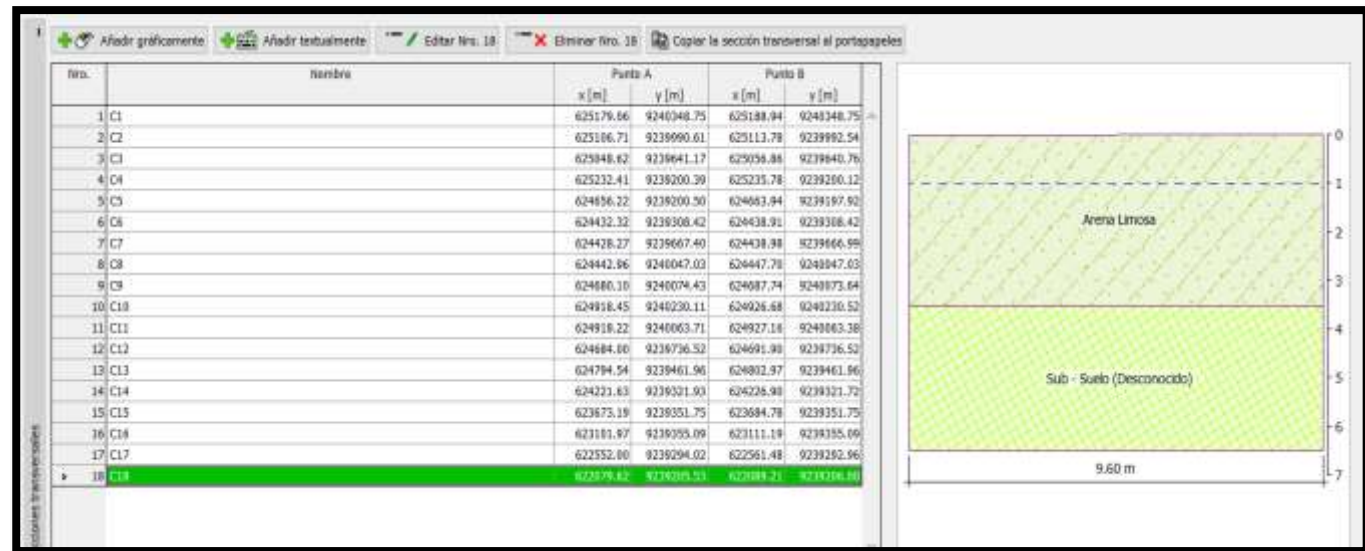 Añadir gráficamente Añadir textualmente Editar Nro. 18 Eliminar Nro. 18 Copiar la sección transversal al portapapeles
Nro. Nombre Punto A Punto B
x [m] y [m] x [m] y [m]
1 C1 625179.06 9240348.75 625188.94 9240348.75
2 C2 625106.71 9239990.61 625113.78 9239992.54
3 C3 625048.62 9239641.17 625056.86 9239640.76
4 C4 625232.41 9239200.39 625235.78 9239200.12
5 C5 624656.22 9239200.50 624663.94 9239197.92
6 C6 624432.32 9239308.42 624438.91 9239308.42
7 C7 624428.27 9239667.40 624438.98 9239666.99
8 C8 624442.96 9240047.03 624447.70 9240047.03
9 C9 624680.10 9240074.43 624687.74 9240073.64
10 C10 624918.45 9240230.11 624926.68 9240230.52
11 C11 624918.22 9240063.71 624927.16 9240063.38
12 C12 624684.00 9239736.52 624691.90 9239736.52
13 C13 624794.54 9239461.96 624802.97 9239461.96
14 C14 624221.63 9239321.93 624226.90 9239321.72
15 C15 623673.19 9239351.75 623684.78 9239351.75
16 C16 623101.97 9239355.09 623111.19 9239355.09
17 C17 622552.00 9239294.02 622561.48 9239292.96
18 C18 622079.62 9239205.53 622089.21 9239206.00
Arena Limosa
Sub - Suelo (Desconocido)
9.60 m
0
1
2
3
4
5
6
7